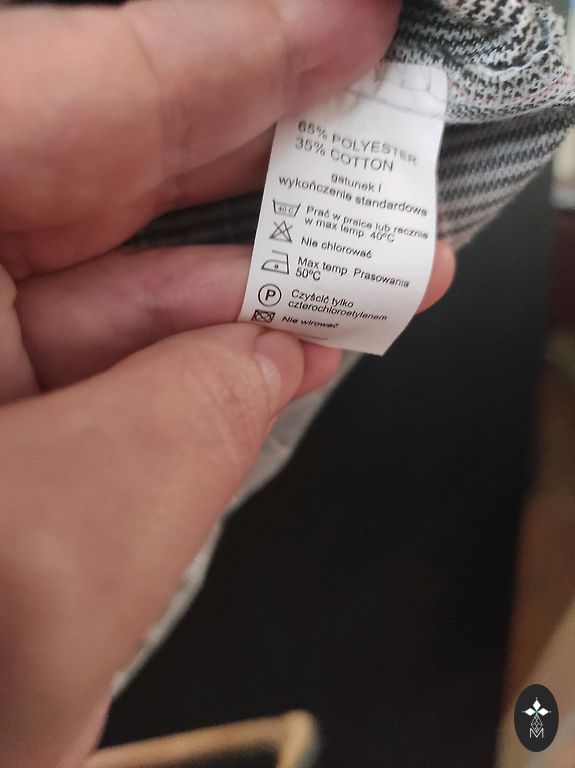 65% POLYESTER
35% COTTON
gatunek I
wykończenie standardowe
40°C
Prać w pralce lub ręcznie
w max temp. 40°C
Nie chlorować
Max temp Prasowania
50°C
P
Czyścić tylko
czterochloroetylenem
Nie wirować
M